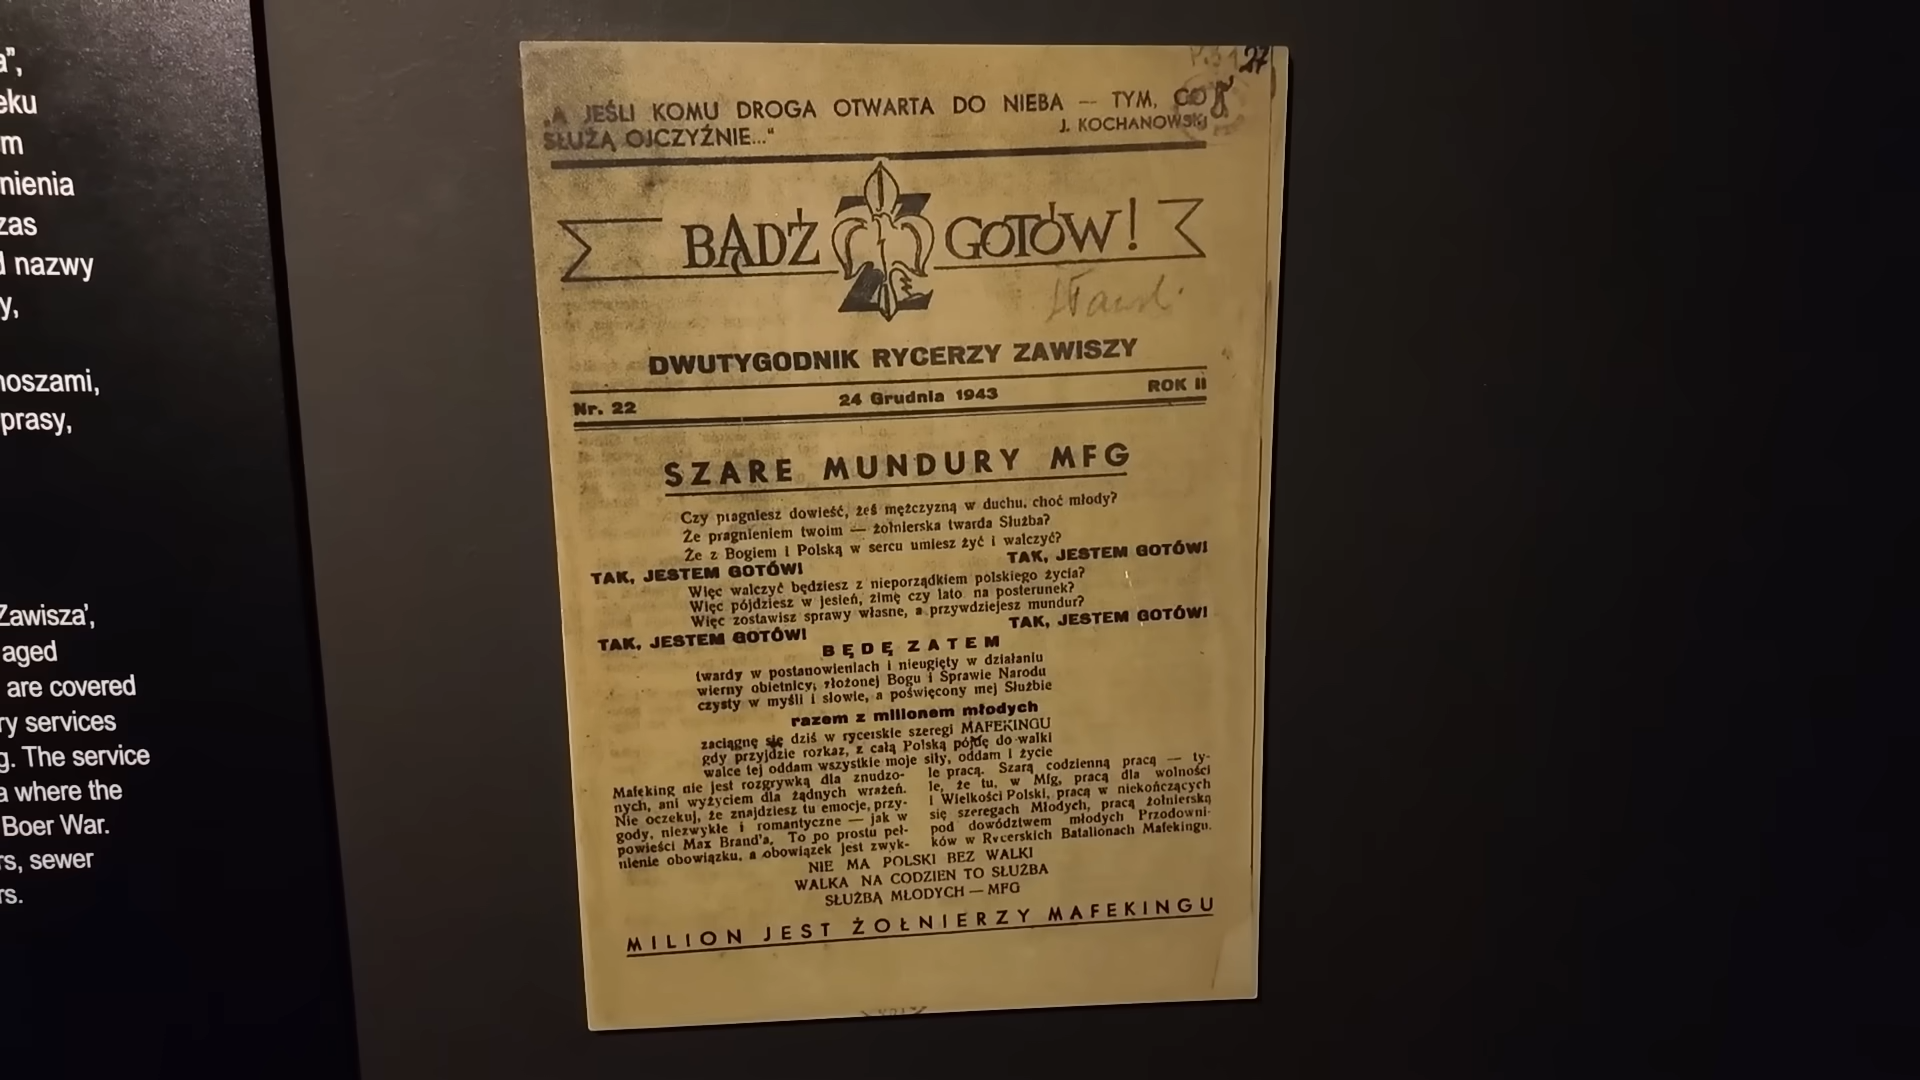 a",
eku
m
nienia
zas
d nazwy
y,
noszami,
prasy,
Zawisza',
aged
are covered
ry services
g. The service
a where the
Boer War.
rs, sewer
rs.
27
„A JEŚLI KOMU DROGA OTWARTA DO NIEBA — TYM, CO
SŁUŻĄ OJCZYŹNIE..."
J. KOCHANOWSKI
BĄDŹ GOTÓW!
DWUTYGODNIK RYCERZY ZAWISZY
Nr. 22 24 Grudnia 1943 ROK II
SZARE MUNDURY MFG
Czy pragniesz dowieść, żeś mężczyzną w duchu, choć młody?
Że pragnieniem twoim — żołnierska twarda Służba?
Że z Bogiem i Polską w sercu umiesz żyć i walczyć?
TAK, JESTEM GOTÓW! TAK, JESTEM GOTÓW!
Więc walczyć będziesz z nieporządkiem polskiego życia?
Więc pójdziesz w jesień, zimę czy lato na posterunek?
Więc zostawisz sprawy własne, a przywdziejesz mundur?
TAK, JESTEM GOTÓW! TAK, JESTEM GOTÓW!
BĘDĘ ZATEM
twardy w postanowieniach i nieugięty w działaniu
wierny obietnicy, złożonej Bogu i Sprawie Narodu
czysty w myśli i słowie, a poświęcony mej Służbie
razem z milionem młodych
zaciągnę się dziś w rycerskie szeregi MAFEKINGU
gdy przyjdzie rozkaz, z całą Polską pójdę do walki
walce tej oddam wszystkie moje siły, oddam i życie
Mafeking nie jest rozgrywką dla znudzo-
nych, ani wyżyciem dla żądnych wrażeń.
Nie oczekuj, że znajdziesz tu emocje, przy-
gody, niezwykłe i romantyczne — jak w
powieści Max Brand'a. To po prostu peł-
nienie obowiązku, a obowiązek jest zwyk-
le pracą. Szarą codzienną pracą — ty-
le, że tu, w Mfg, pracą dla wolności
i Wielkości Polski, pracą w niekończących
się szeregach Młodych, pracą żołnierską
pod dowództwem młodych Przodowni-
ków w Rycerskich Batalionach Mafekingu.
NIE MA POLSKI BEZ WALKI
WALKA NA CODZIEN TO SŁUŻBA
SŁUŻBA MŁODYCH — MFG
MILION JEST ŻOŁNIERZY MAFEKINGU